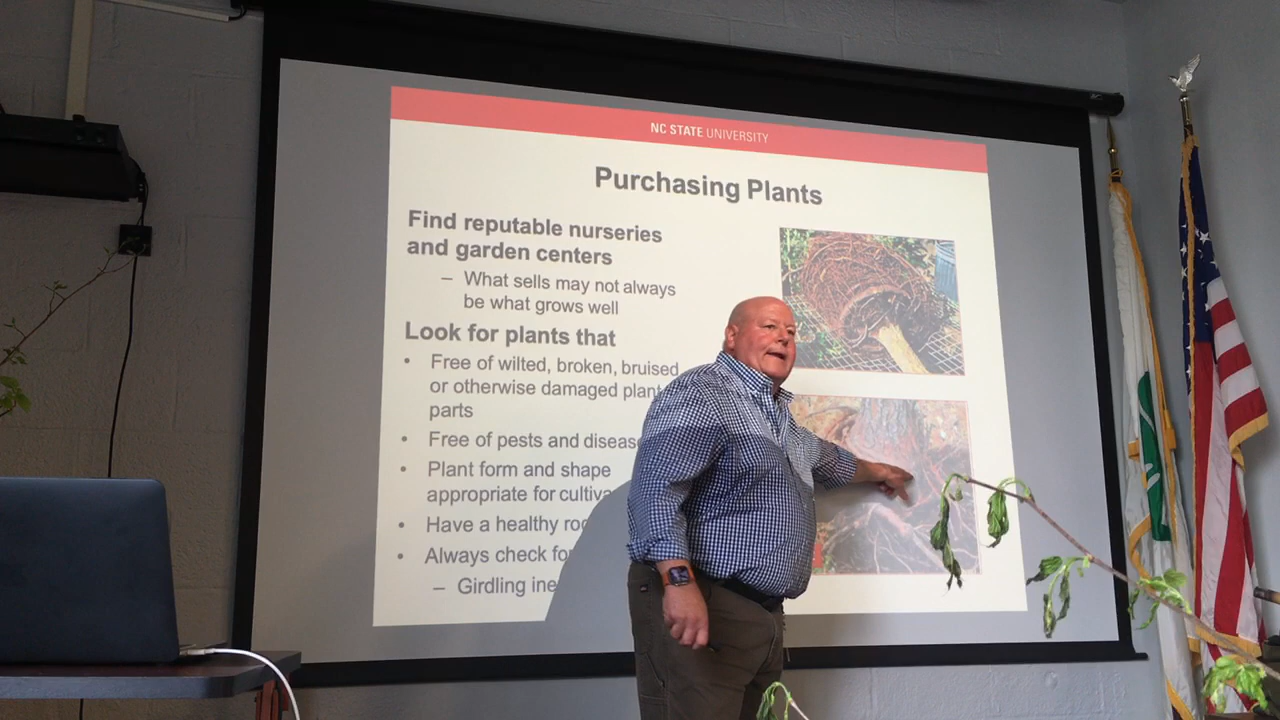 NC STATE UNIVERSITY
Purchasing Plants
Find reputable nurseries
and garden centers
– What sells may not always
be what grows well
Look for plants that
• Free of wilted, broken, bruised
or otherwise damaged plant
parts
• Free of pests and disease
• Plant form and shape
appropriate for
• Have a healthy
• Always check
– Girdling